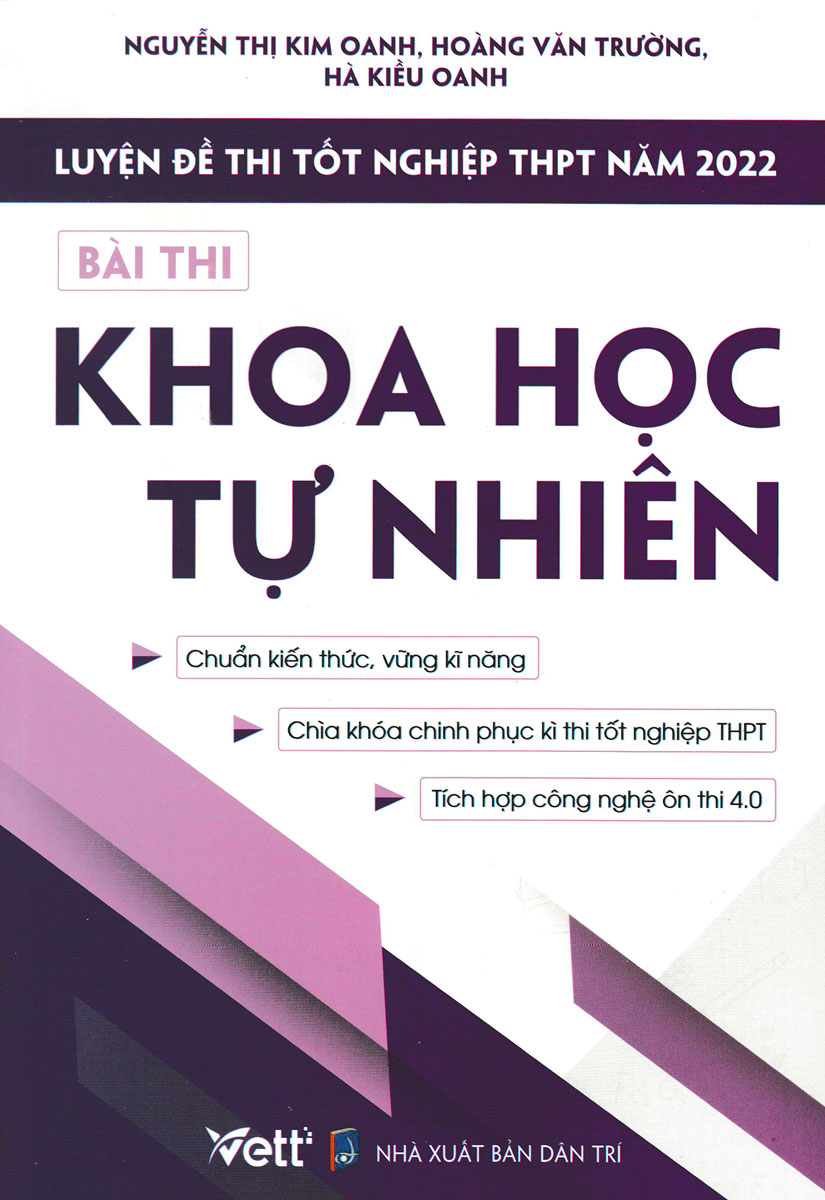 NGUYỄN THỊ KIM OANH, HOÀNG VĂN TRƯỜNG,
HÀ KIỀU OANH
LUYỆN ĐỀ THI TỐT NGHIỆP THPT NĂM 2022
BÀI THI
KHOA HỌC
TỰ NHIÊN
Chuẩn kiến thức, vững kĩ năng
Chìa khóa chinh phục kì thi tốt nghiệp THPT
Tích hợp công nghệ ôn thi 4.0
Vett NHÀ XUẤT BẢN DÂN TRÍ